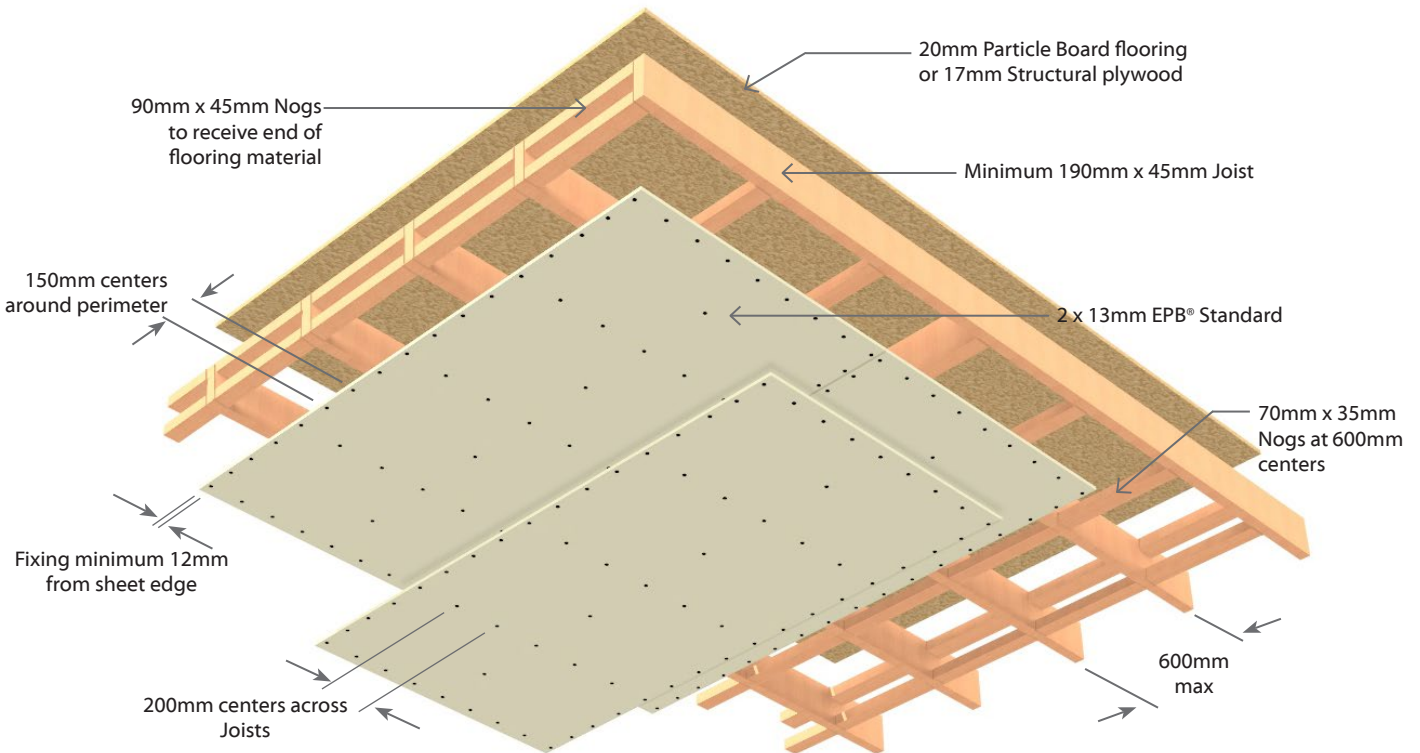 20mm Particle Board flooring
or 17mm Structural plywood
90mm x 45mm Nogs
to receive end of
flooring material
Minimum 190mm x 45mm Joist
150mm centers
around perimeter
2 x 13mm EPB® Standard
70mm x 35mm
Nogs at 600mm
centers
Fixing minimum 12mm
from sheet edge
600mm
max
200mm centers across
Joists